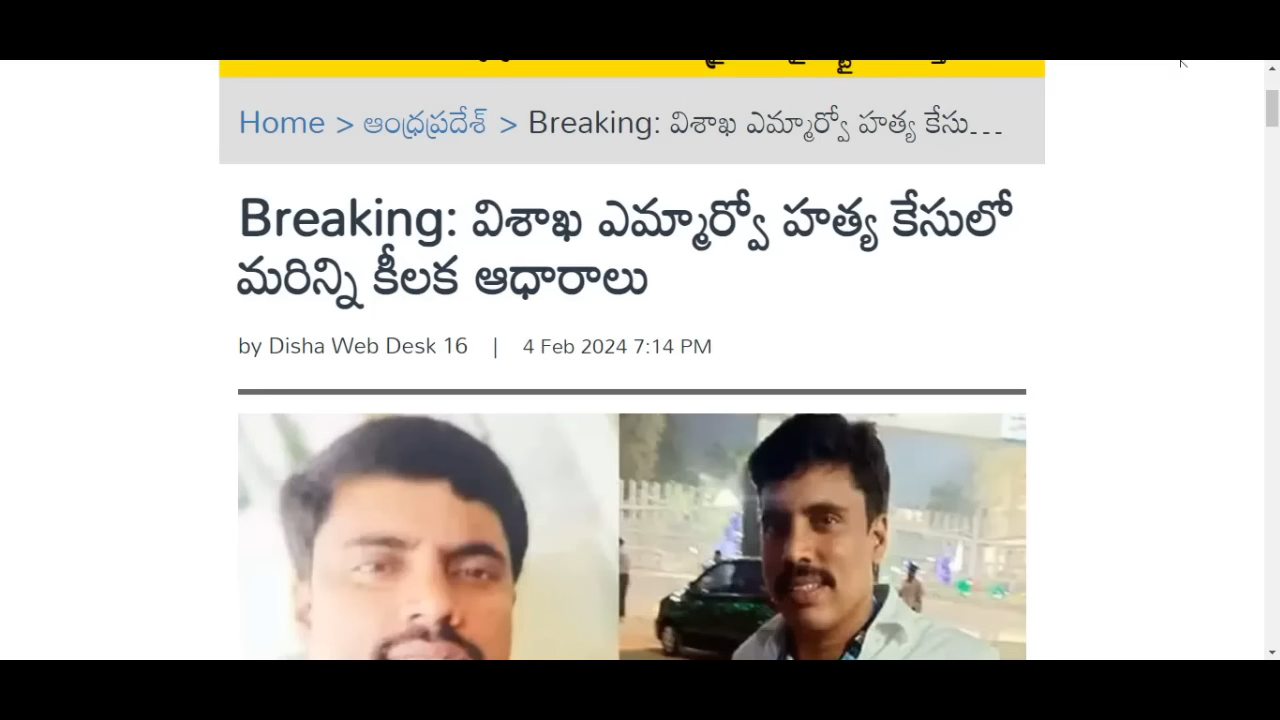 Home > ఆంధ్రప్రదేశ్ > Breaking: విశాఖ ఎమ్మార్వో హత్య కేసు...
Breaking: విశాఖ ఎమ్మార్వో హత్య కేసులో
మరిన్ని కీలక ఆధారాలు
by Disha Web Desk 16 | 4 Feb 2024 7:14 PM